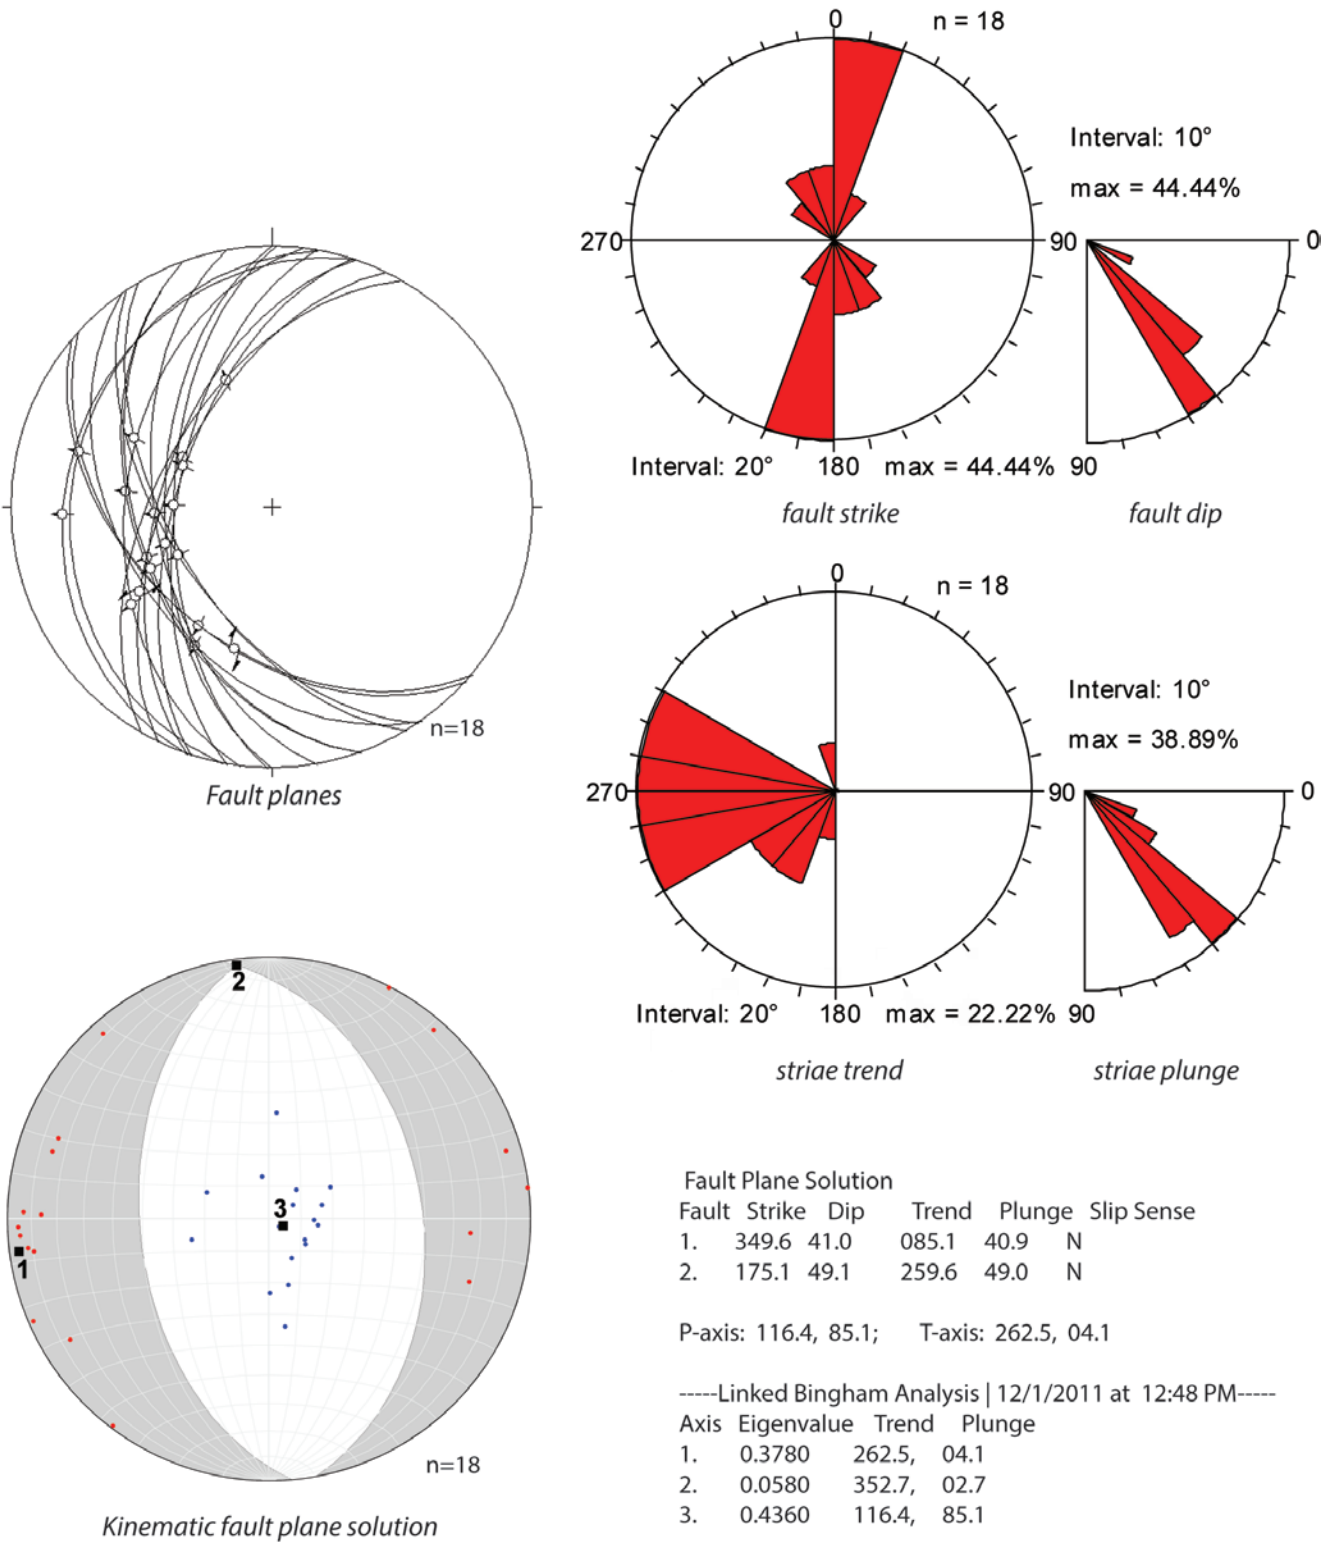 0
n = 18
Interval: 10°
max = 44.44%
270
90
0
Interval: 20°
180
max = 44.44%
90
fault strike
fault dip
n=18
Fault planes
0
n = 18
Interval: 10°
max = 38.89%
270
90
0
Interval: 20°
180
max = 22.22%
90
striae trend
striae plunge
2
3
1
n=18
Kinematic fault plane solution
Fault Plane Solution
Fault Strike Dip Trend Plunge Slip Sense
1. 349.6 41.0 085.1 40.9 N
2. 175.1 49.1 259.6 49.0 N
P-axis: 116.4, 85.1; T-axis: 262.5, 04.1
-----Linked Bingham Analysis | 12/1/2011 at 12:48 PM-----
Axis Eigenvalue Trend Plunge
1. 0.3780 262.5, 04.1
2. 0.0580 352.7, 02.7
3. 0.4360 116.4, 85.1